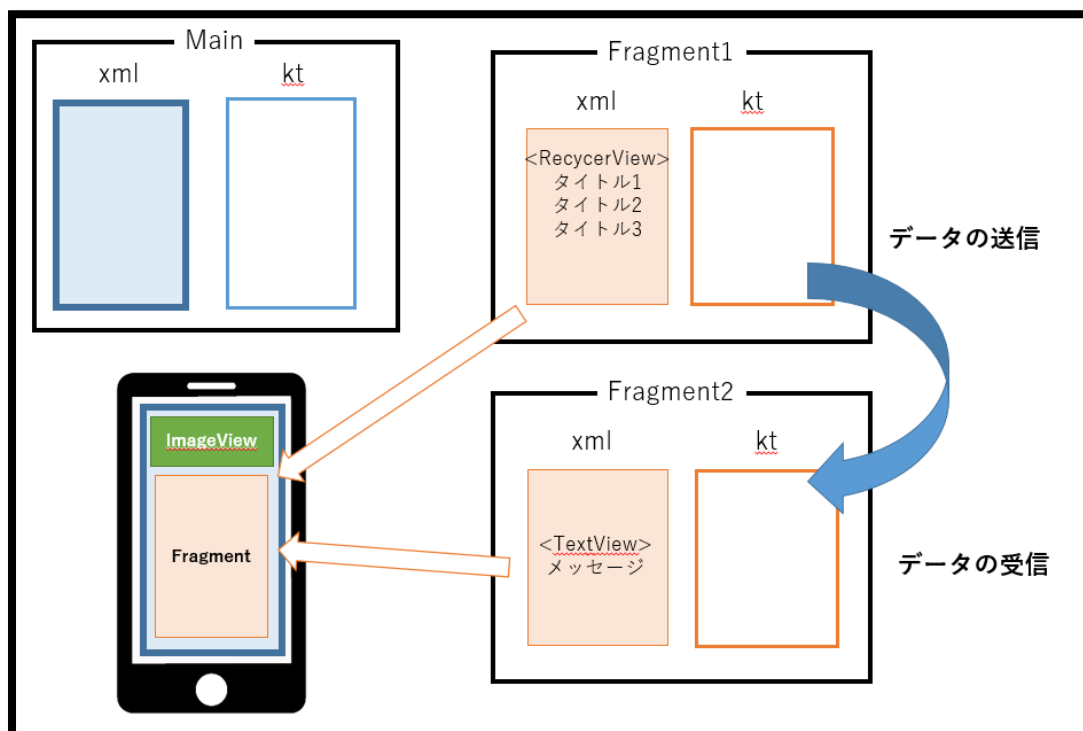 Main
xml
kt
Fragment1
xml
kt
<RecycerView>
タイトル1
タイトル2
タイトル3
データの送信
Fragment2
xml
kt
<TextView>
メッセージ
データの受信
ImageView
Fragment